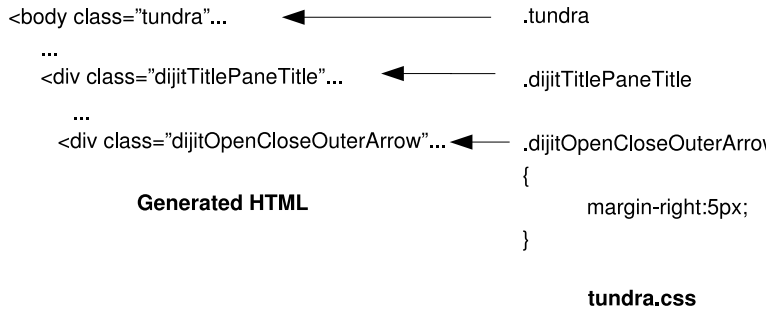 <body class=”tundra”...
...
<div class=”dijitTitlePaneTitle”...
...
<div class=”dijitOpenCloseOuterArrow”...
Generated HTML
.tundra
.dijitTitlePaneTitle
.dijitOpenCloseOuterArrow
{
margin-right:5px;
}
tundra.css